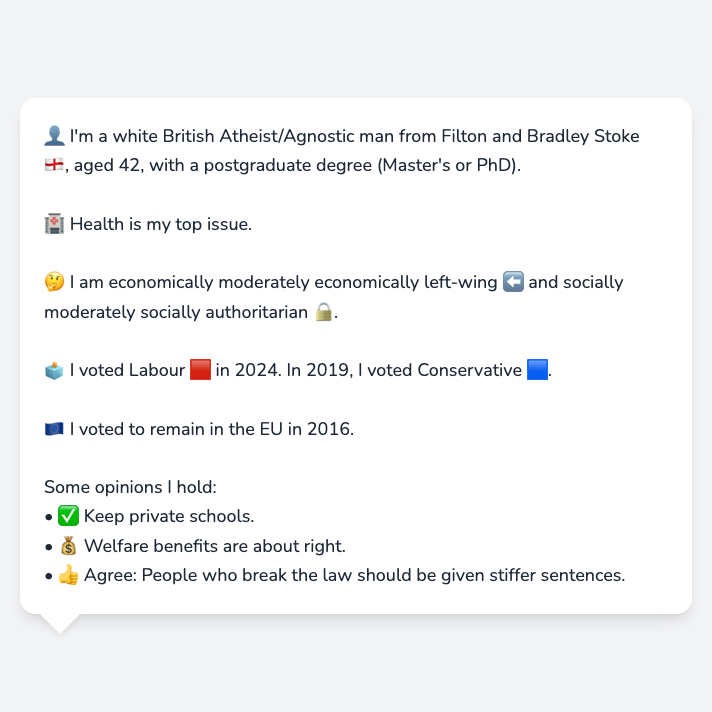 👤 I'm a white British Atheist/Agnostic man from Filton and Bradley Stoke
🏴󠁧󠁢󠁥󠁮󠁧󠁿, aged 42, with a postgraduate degree (Master's or PhD).
🏥 Health is my top issue.
🤔 I am economically moderately economically left-wing ⬅️ and socially
moderately socially authoritarian 🔒.
🗳️ I voted Labour 🟥 in 2024. In 2019, I voted Conservative 🟦.
🇪🇺 I voted to remain in the EU in 2016.
Some opinions I hold:
• ✅ Keep private schools.
• 💰 Welfare benefits are about right.
• 👍 Agree: People who break the law should be given stiffer sentences.